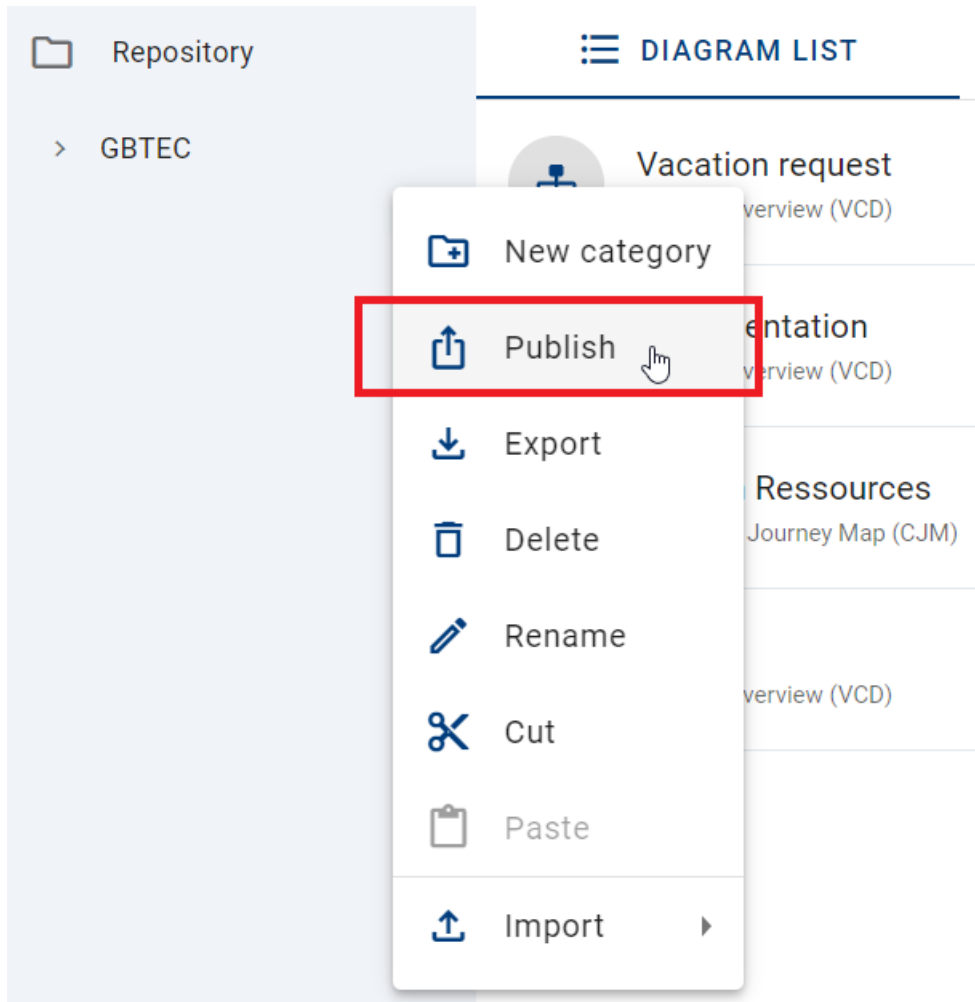 Repository
DIAGRAM LIST
GBTEC
Vacation request
verview (VCD)
New category
Publish
entation
verview (VCD)
Export
Ressources
Journey Map (CJM)
Delete
Rename
verview (VCD)
Cut
Paste
Import